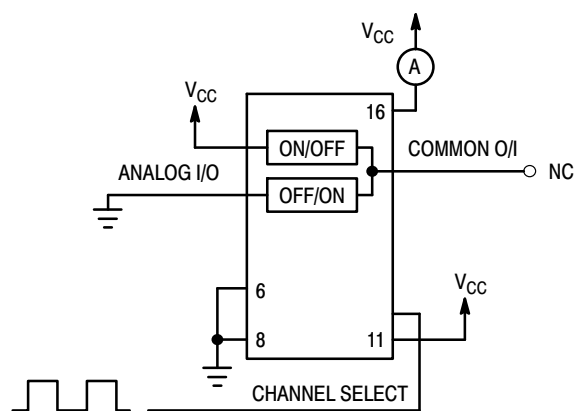 V_CC
A
16
V_CC
ON/OFF
COMMON O/I
ANALOG I/O
OFF/ON
NC
6
V_CC
8
11
CHANNEL SELECT